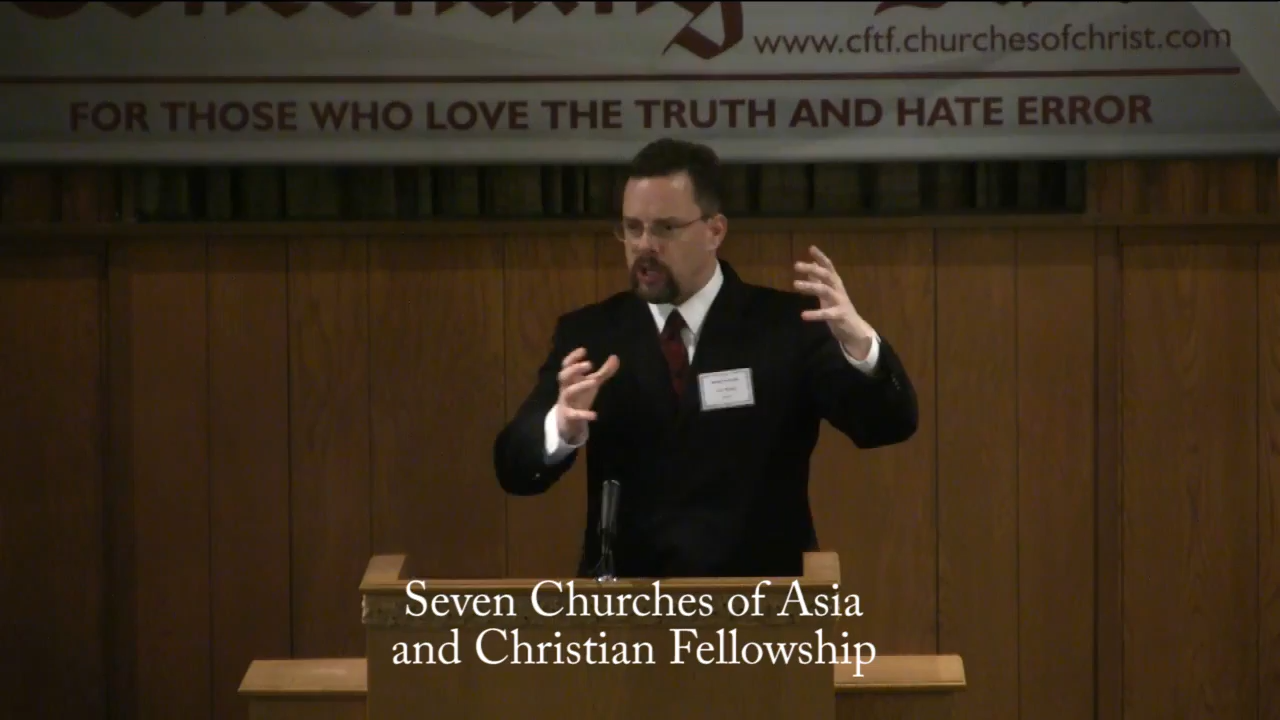 www.cftf.churchesofchrist.com
FOR THOSE WHO LOVE THE TRUTH AND HATE ERROR
Seven Churches of Asia
and Christian Fellowship